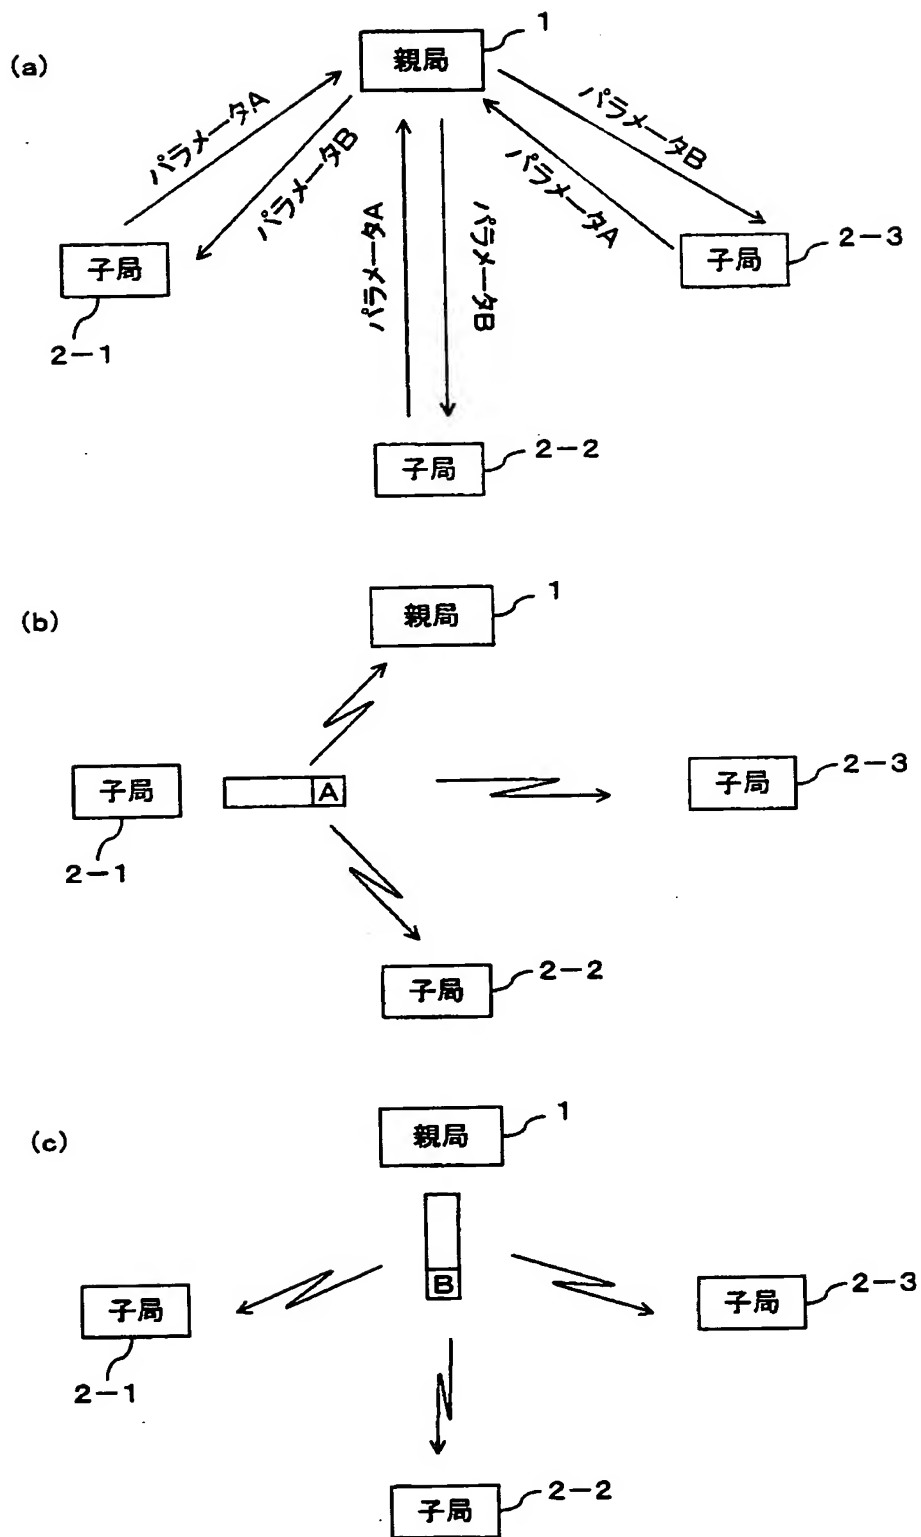 (a)
親局
1
パラメータA
パラメータB
パラメータA
パラメータB
パラメータA
パラメータB
子局
2-1
子局
2-2
子局
2-3
(b)
親局
1
子局
2-1
A
子局
2-3
子局
2-2
(c)
親局
1
B
子局
2-1
子局
2-3
子局
2-2